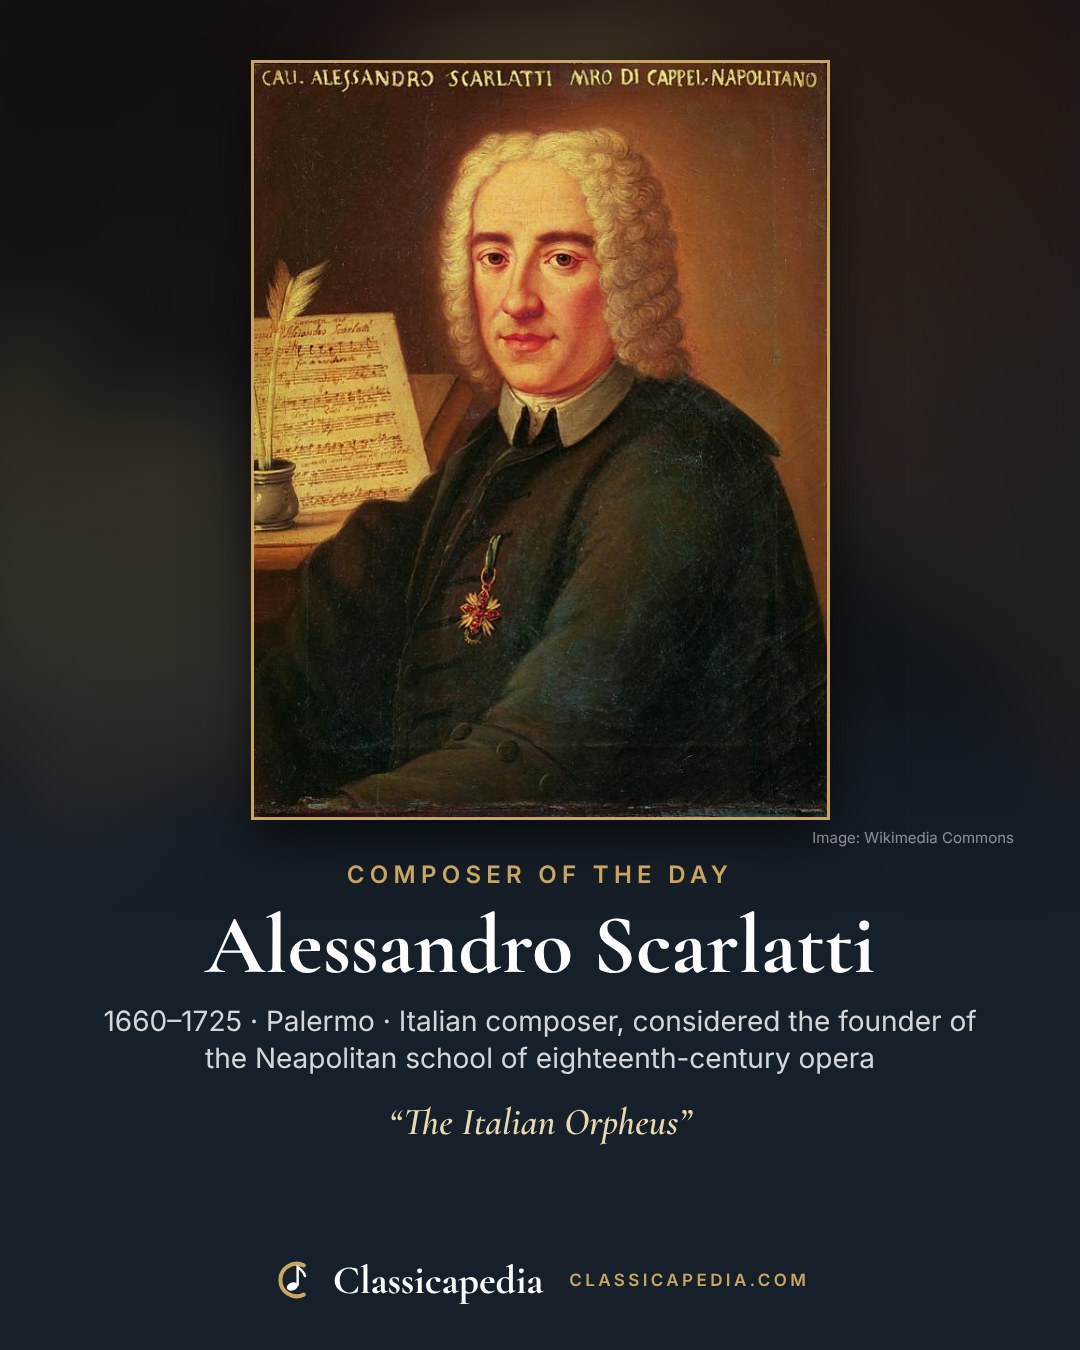 CAU. ALESSANDRO SCARLATTI MRO DI CAPPEL. NAPOLITANO
Alessandro Scarlatti
Image: Wikimedia Commons
COMPOSER OF THE DAY
Alessandro Scarlatti
1660–1725 · Palermo · Italian composer, considered the founder of
the Neapolitan school of eighteenth-century opera
“The Italian Orpheus”
Classicapedia CLASSICAPEDIA.COM